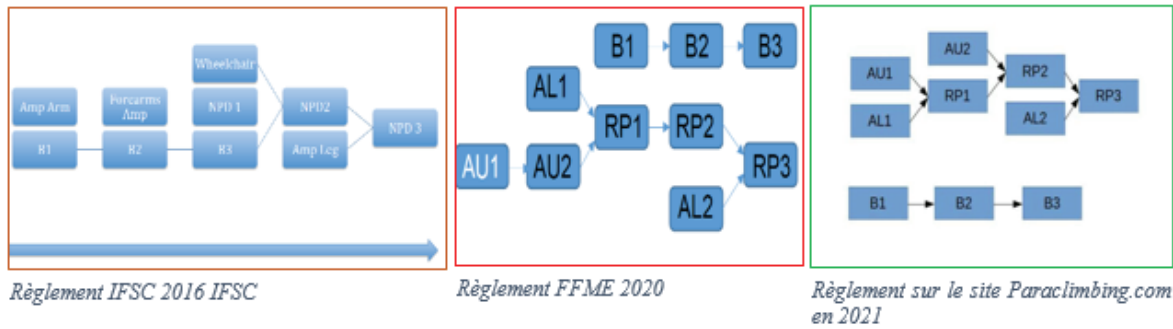 Wheelchair
Amp Arm
Forearms
Amp
NPD 1
NPD2
NPD 3
B1
B2
B3
Amp Leg
Règlement IFSC 2016 IFSC
B1
B2
B3
AL1
RP1
RP2
AU1
AU2
RP3
AL2
Règlement FFME 2020
AU2
AU1
RP2
RP1
RP3
AL1
AL2
B1
B2
B3
Règlement sur le site Paraclimbing.com
en 2021